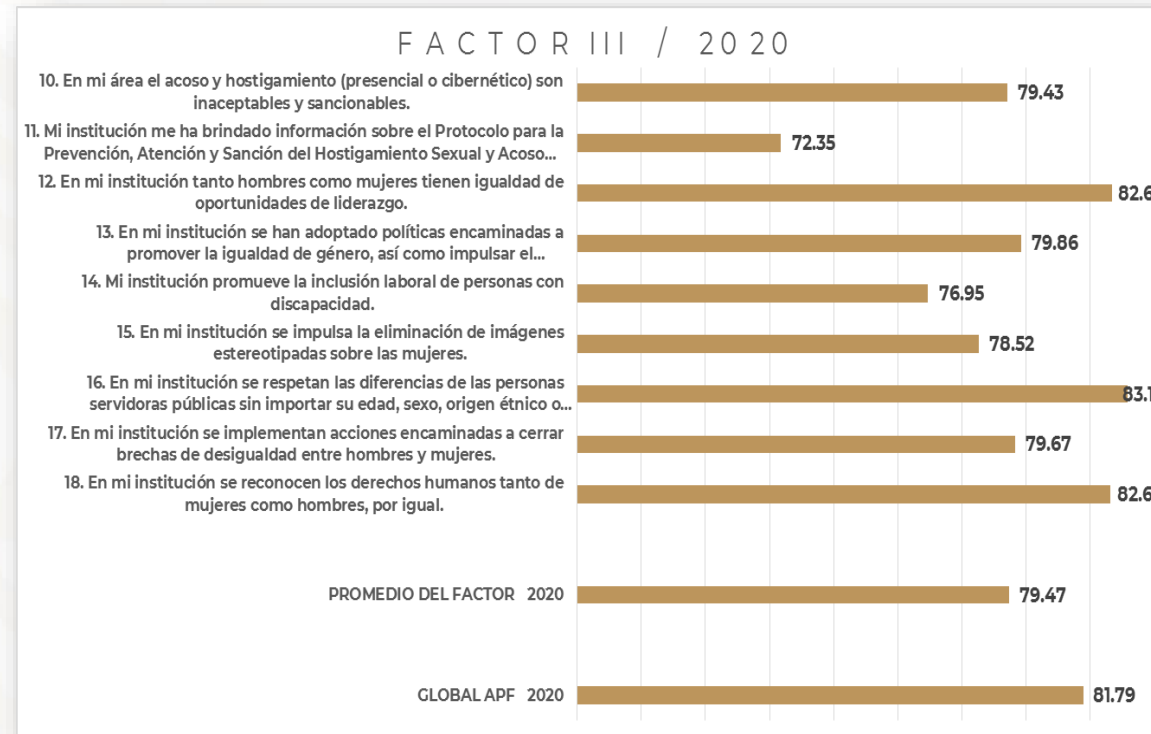 FACTOR III / 2020
10. En mi área el acoso y hostigamiento (presencial o cibernético) son
inaceptables y sancionables.
79.43
11. Mi institución me ha brindado información sobre el Protocolo para la
Prevención, Atención y Sanción del Hostigamiento Sexual y Acoso...
72.35
12. En mi institución tanto hombres como mujeres tienen igualdad de
oportunidades de liderazgo.
82.6
13. En mi institución se han adoptado políticas encaminadas a
promover la igualdad de género, así como impulsar el...
79.86
14. Mi institución promueve la inclusión laboral de personas con
discapacidad.
76.95
15. En mi institución se impulsa la eliminación de imágenes
estereotipadas sobre las mujeres.
78.52
16. En mi institución se respetan las diferencias de las personas
servidoras públicas sin importar su edad, sexo, origen étnico o...
83.1
17. En mi institución se implementan acciones encaminadas a cerrar
brechas de desigualdad entre hombres y mujeres.
79.67
18. En mi institución se reconocen los derechos humanos tanto de
mujeres como hombres, por igual.
82.6
PROMEDIO DEL FACTOR 2020
79.47
GLOBAL APF 2020
81.79